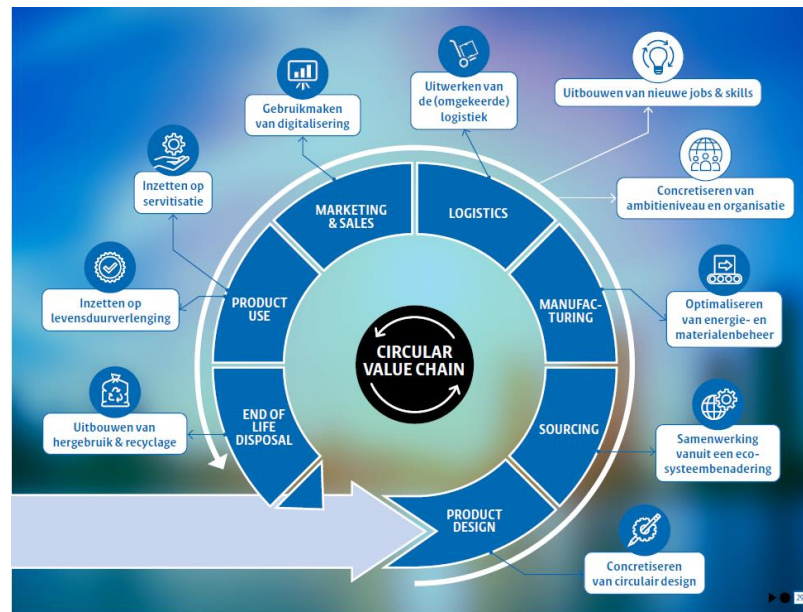 Uitwerken van
de (omgekeerde)
logistiek
Uitbouwen van nieuwe jobs & skills
Gebruikmaken
van digitalisering
Inzetten op
servitisatie
Concretiseren van
ambitieniveau en organisatie
MARKETING
& SALES
LOGISTICS
Inzetten op
levensduurverlenging
PRODUCT
USE
MANUFAC-
TURING
Optimaliseren
van energie- en
materialenbeheer
CIRCULAR
VALUE CHAIN
Uitbouwen van
hergebruik & recyclage
END OF
LIFE
DISPOSAL
SOURCING
Samenwerking
vanuit een eco-
systeembenadering
PRODUCT
DESIGN
Concretiseren
van circulair design